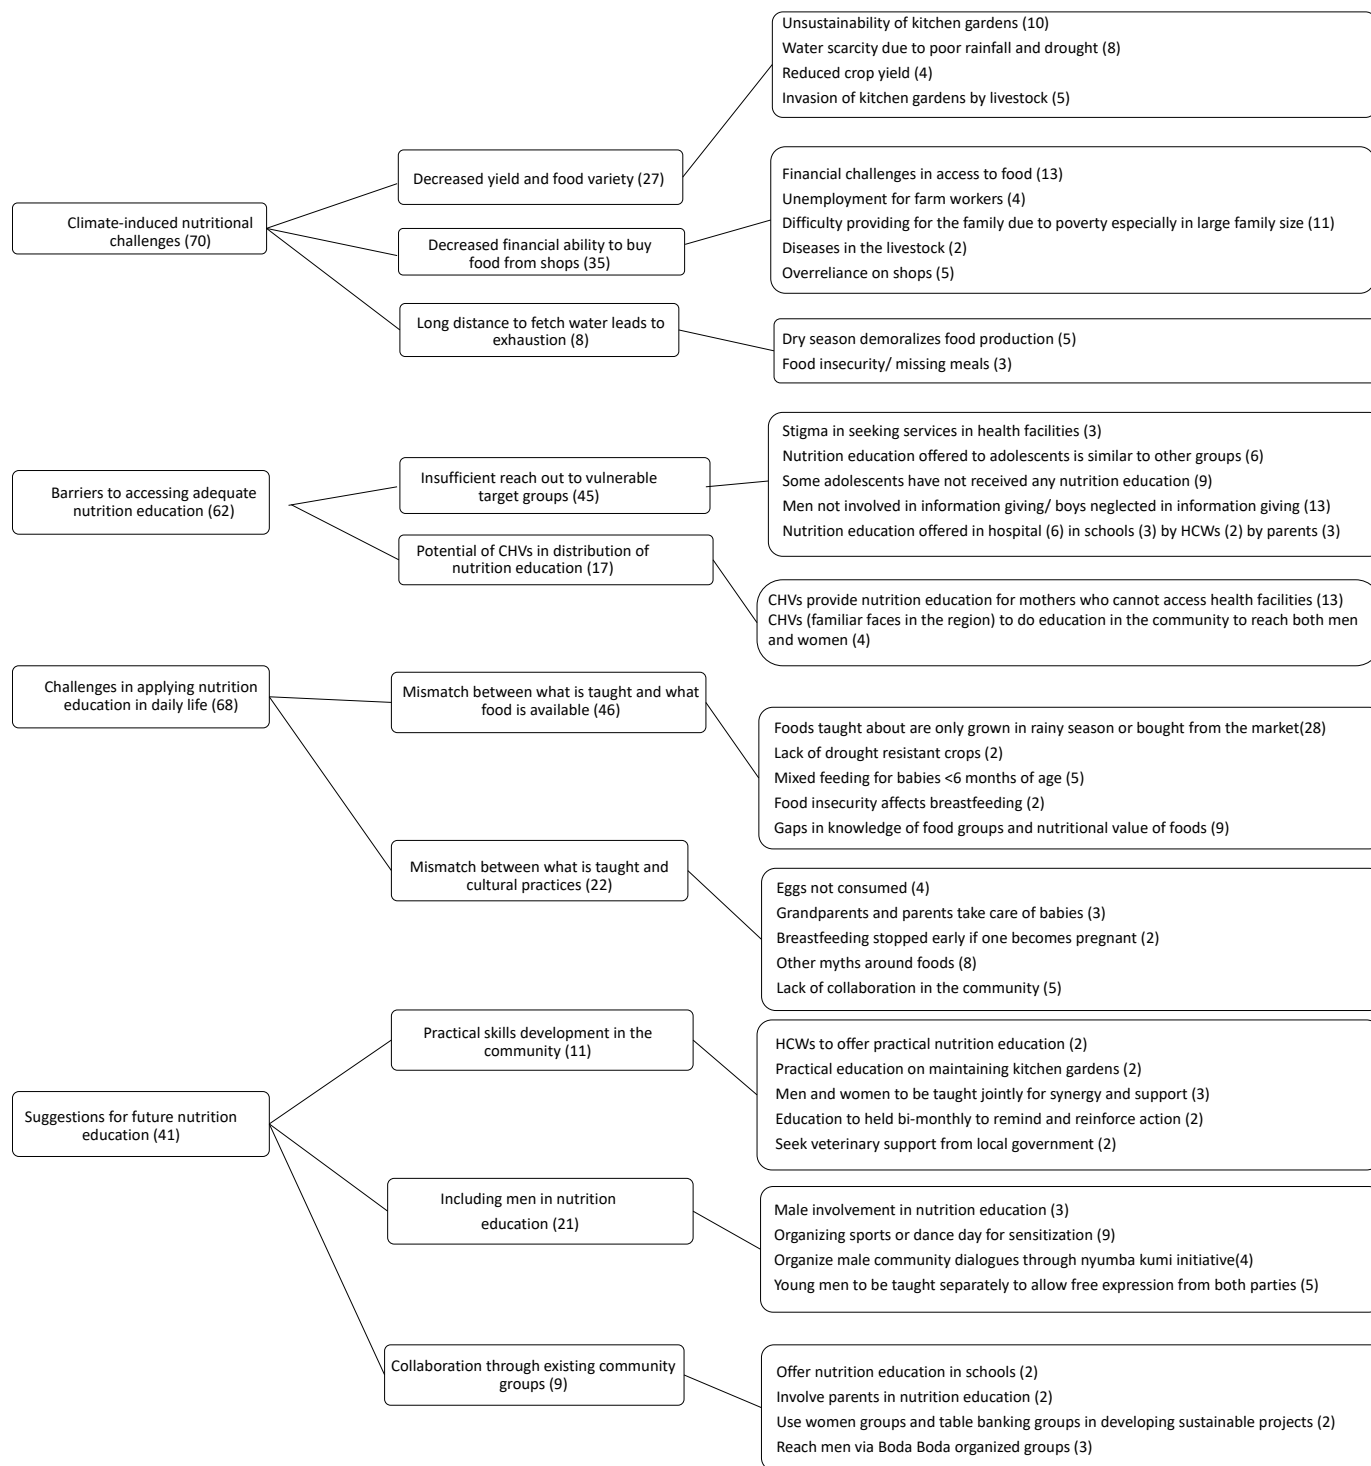 Climate-induced nutritional
challenges (70)
Decreased yield and food variety (27)
Unsustainability of kitchen gardens (10)
Water scarcity due to poor rainfall and drought (8)
Reduced crop yield (4)
Invasion of kitchen gardens by livestock (5)
Decreased financial ability to buy
food from shops (35)
Financial challenges in access to food (13)
Unemployment for farm workers (4)
Difficulty providing for the family due to poverty especially in large family size (11)
Diseases in the livestock (2)
Overreliance on shops (5)
Long distance to fetch water leads to
exhaustion (8)
Dry season demoralizes food production (5)
Food insecurity/ missing meals (3)
Barriers to accessing adequate
nutrition education (62)
Insufficient reach out to vulnerable
target groups (45)
Stigma in seeking services in health facilities (3)
Nutrition education offered to adolescents is similar to other groups (6)
Some adolescents have not received any nutrition education (9)
Men not involved in information giving/ boys neglected in information giving (13)
Nutrition education offered in hospital (6) in schools (3) by HCWs (2) by parents (3)
Potential of CHVs in distribution of
nutrition education (17)
CHVs provide nutrition education for mothers who cannot access health facilities (13)
CHVs (familiar faces in the region) to do education in the community to reach both men
and women (4)
Challenges in applying nutrition
education in daily life (68)
Mismatch between what is taught and what
food is available (46)
Foods taught about are only grown in rainy season or bought from the market(28)
Lack of drought resistant crops (2)
Mixed feeding for babies <6 months of age (5)
Food insecurity affects breastfeeding (2)
Gaps in knowledge of food groups and nutritional value of foods (9)
Mismatch between what is taught and
cultural practices (22)
Eggs not consumed (4)
Grandparents and parents take care of babies (3)
Breastfeeding stopped early if one becomes pregnant (2)
Other myths around foods (8)
Lack of collaboration in the community (5)
Suggestions for future nutrition
education (41)
Practical skills development in the
community (11)
HCWs to offer practical nutrition education (2)
Practical education on maintaining kitchen gardens (2)
Men and women to be taught jointly for synergy and support (3)
Education to held bi-monthly to remind and reinforce action (2)
Seek veterinary support from local government (2)
Including men in nutrition
education (21)
Male involvement in nutrition education (3)
Organizing sports or dance day for sensitization (9)
Organize male community dialogues through nyumba kumi initiative(4)
Young men to be taught separately to allow free expression from both parties (5)
Collaboration through existing community
groups (9)
Offer nutrition education in schools (2)
Involve parents in nutrition education (2)
Use women groups and table banking groups in developing sustainable projects (2)
Reach men via Boda Boda organized groups (3)